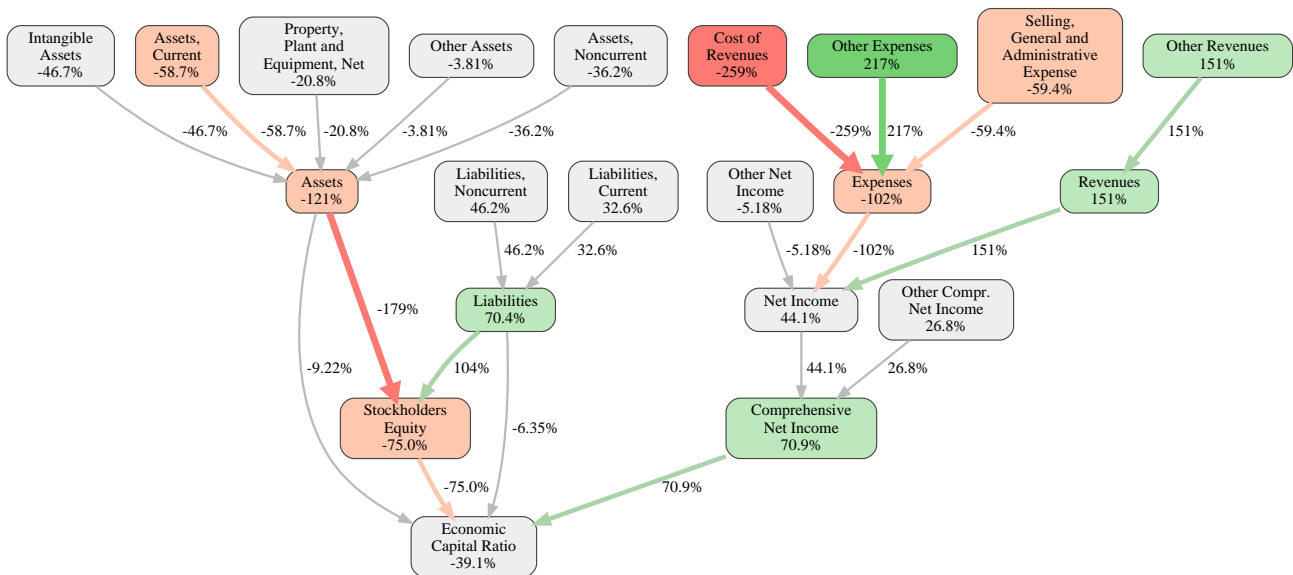 Intangible
Assets
-46.7%
Assets,
Current
-58.7%
Property,
Plant and
Equipment, Net
-20.8%
Other Assets
-3.81%
Assets,
Noncurrent
-36.2%
Cost of
Revenues
-259%
Other Expenses
217%
Selling,
General and
Administrative
Expense
-59.4%
Other Revenues
151%
-46.7%
-58.7%
-20.8%
-3.81%
-36.2%
-259%
217%
-59.4%
151%
Assets
-121%
Liabilities,
Noncurrent
46.2%
Liabilities,
Current
32.6%
Other Net
Income
-5.18%
Expenses
-102%
Revenues
151%
46.2%
32.6%
-5.18%
-102%
151%
-179%
Liabilities
70.4%
Net Income
44.1%
Other Compr.
Net Income
26.8%
-9.22%
104%
44.1%
26.8%
Stockholders
Equity
-75.0%
-6.35%
Comprehensive
Net Income
70.9%
-75.0%
70.9%
Economic
Capital Ratio
-39.1%